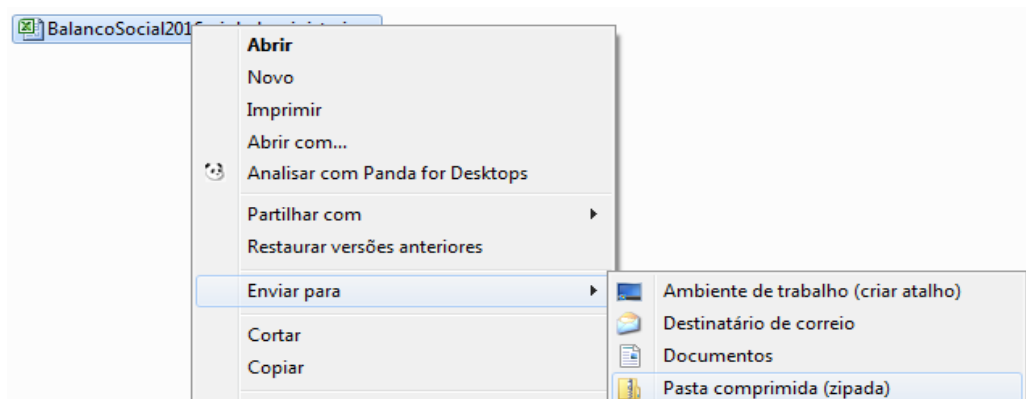 BalancoSocial201
Abrir
Novo
Imprimir
Abrir com...
Analisar com Panda for Desktops
Partilhar com
Restaurar versões anteriores
Enviar para
Ambiente de trabalho (criar atalho)
Destinatário de correio
Cortar
Documentos
Copiar
Pasta comprimida (zipada)